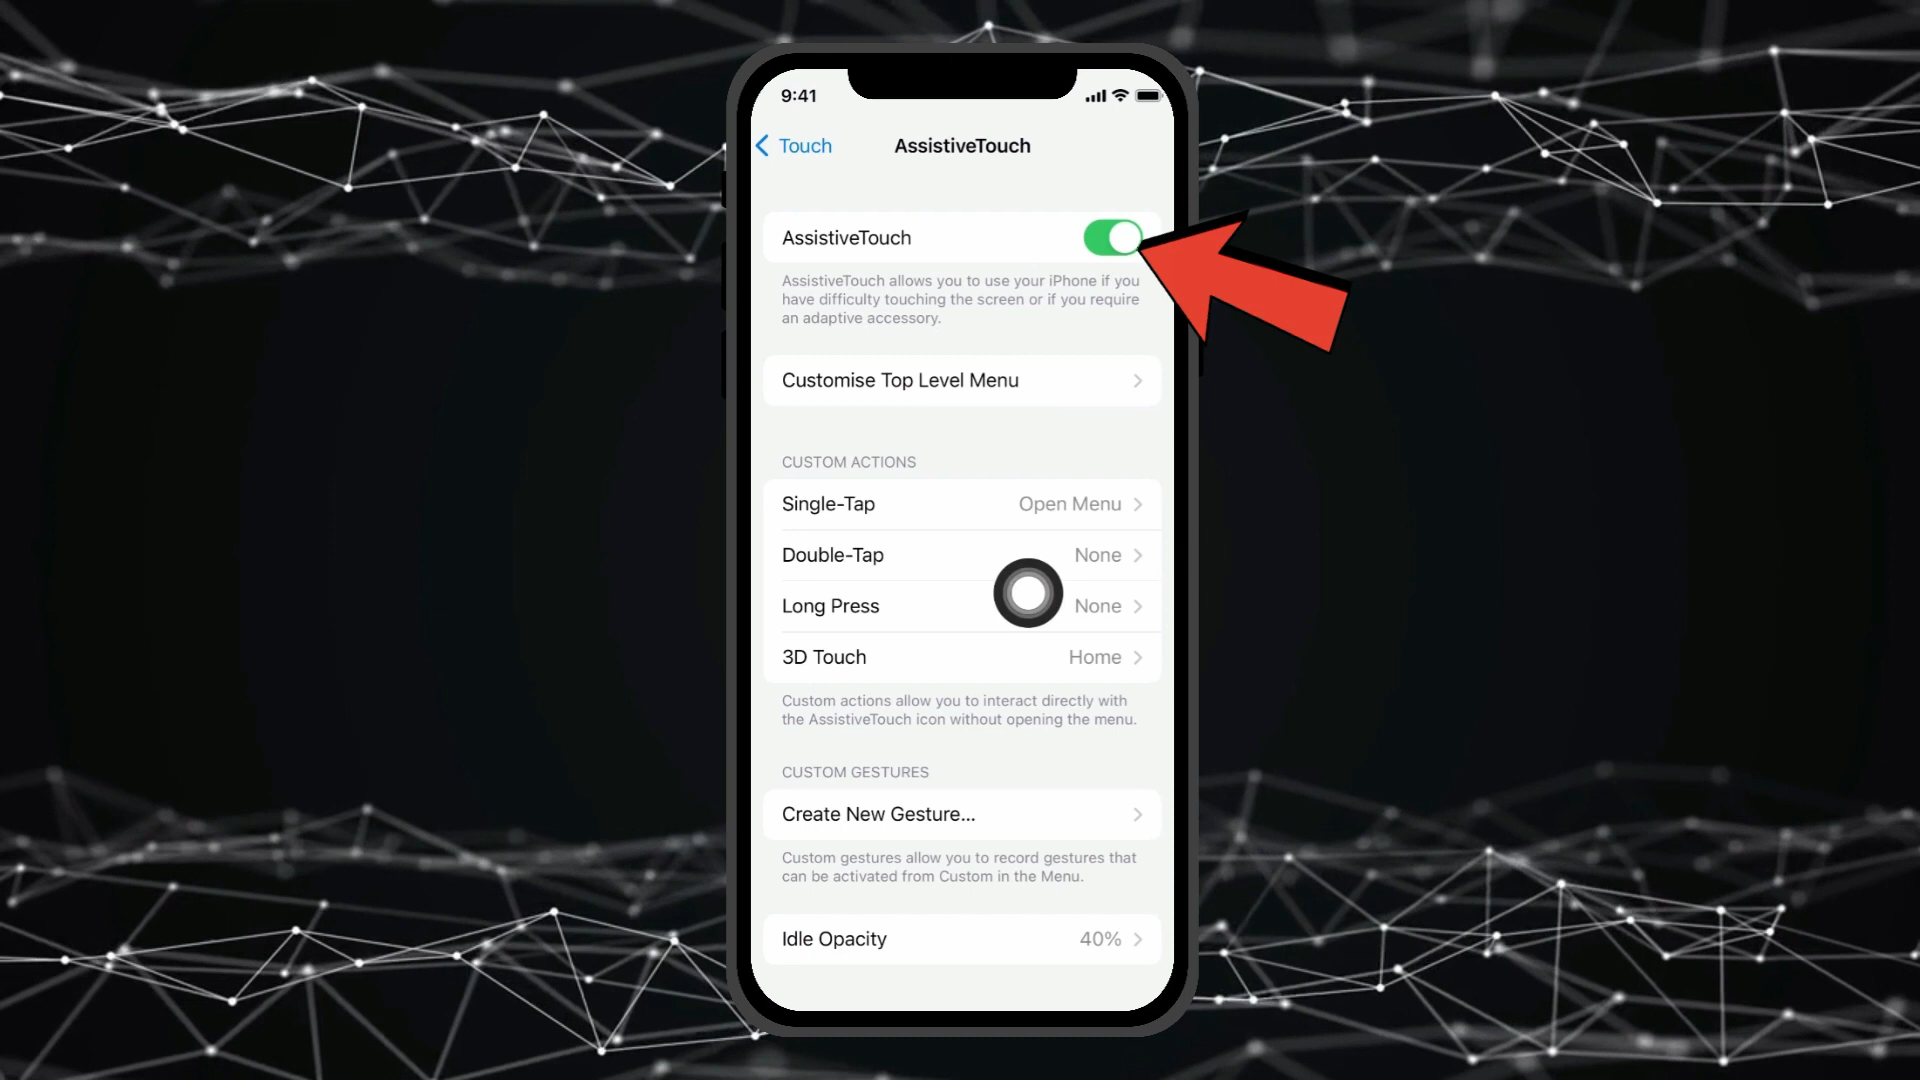 9:41
Touch
AssistiveTouch
AssistiveTouch
AssistiveTouch allows you to use your iPhone if you
have difficulty touching the screen or if you require
an adaptive accessory.
Customise Top Level Menu
CUSTOM ACTIONS
Single-Tap Open Menu
Double-Tap None
Long Press None
3D Touch Home
Custom actions allow you to interact directly with
the AssistiveTouch icon without opening the menu.
CUSTOM GESTURES
Create New Gesture...
Custom gestures allow you to record gestures that
can be activated from Custom in the Menu.
Idle Opacity 40%